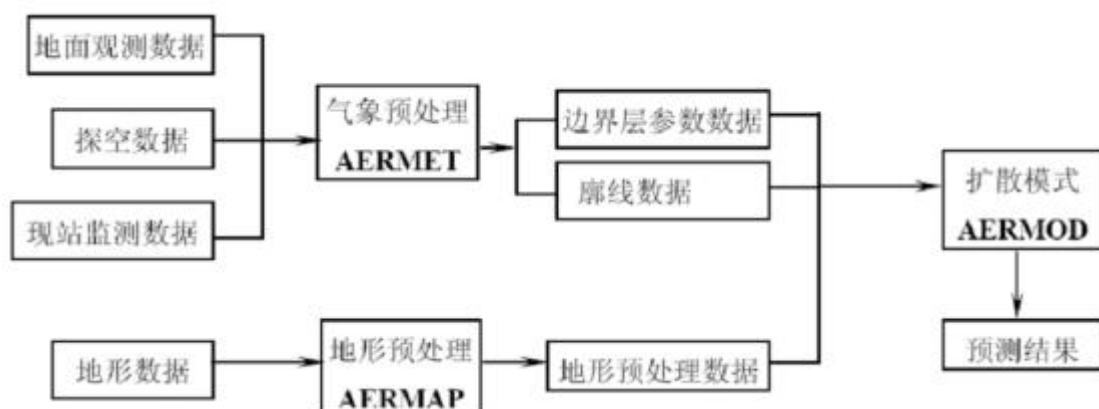 地面观测数据
探空数据
现站监测数据
气象预处理
AERMET
边界层参数数据
廓线数据
扩散模式
AERMOD
预测结果
地形数据
地形预处理
AERMAP
地形预处理数据